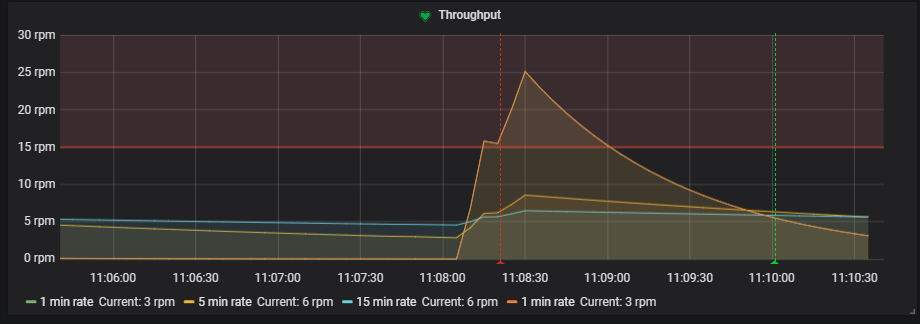 Throughput
30 rpm
25 rpm
20 rpm
15 rpm
10 rpm
5 rpm
0 rpm
11:06:00 11:06:30 11:07:00 11:07:30 11:08:00 11:08:30 11:09:00 11:09:30 11:10:00 11:10:30
1 min rate Current: 3 rpm 5 min rate Current: 6 rpm 15 min rate Current: 6 rpm 1 min rate Current: 3 rpm